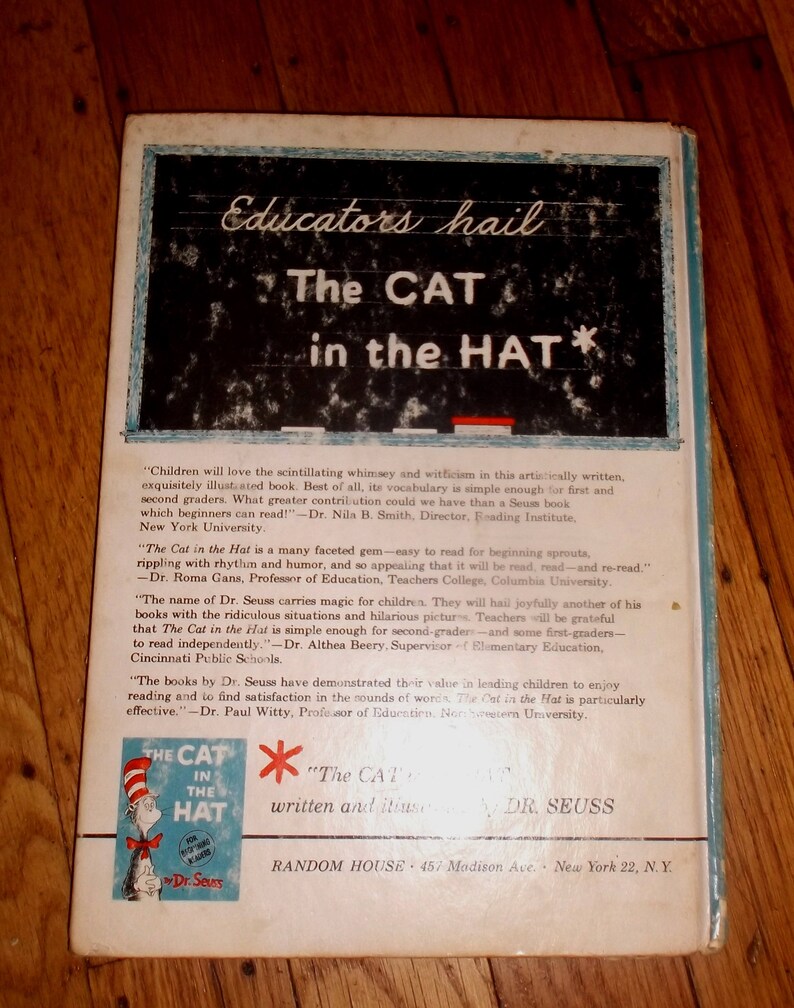 Educators hail
The CAT
in the HAT*
"Children will love the scintillating whimsey and witticism in this artistically written,
exquisitely illustrated book. Best of all, its vocabulary is simple enough for first and
second graders. What greater contribution could we have than a Seuss book
which beginners can read!"—Dr. Nila B. Smith, Director, Reading Institute,
New York University.
"The Cat in the Hat is a many faceted gem—easy to read for beginning sprouts,
rippling with rhythm and humor, and so appealing that it will be read, read—and re-read."
—Dr. Roma Gans, Professor of Education, Teachers College, Columbia University.
"The name of Dr. Seuss carries magic for children. They will hail joyfully another of his
books with the ridiculous situations and hilarious pictures. Teachers will be grateful
that The Cat in the Hat is simple enough for second-graders—and some first-graders—
to read independently."—Dr. Althea Beery, Supervisor of Elementary Education,
Cincinnati Public Schools.
"The books by Dr. Seuss have demonstrated their value in leading children to enjoy
reading and to find satisfaction in the sounds of words. The Cat in the Hat is particularly
effective."—Dr. Paul Witty, Professor of Education, Northwestern University.
THE CAT
IN
THE
HAT
FOR
BEGINNING
READERS
By Dr. Seuss
* "The CAT
written and by DR. SEUSS
RANDOM HOUSE · 457 Madison Ave. · New York 22, N.Y.